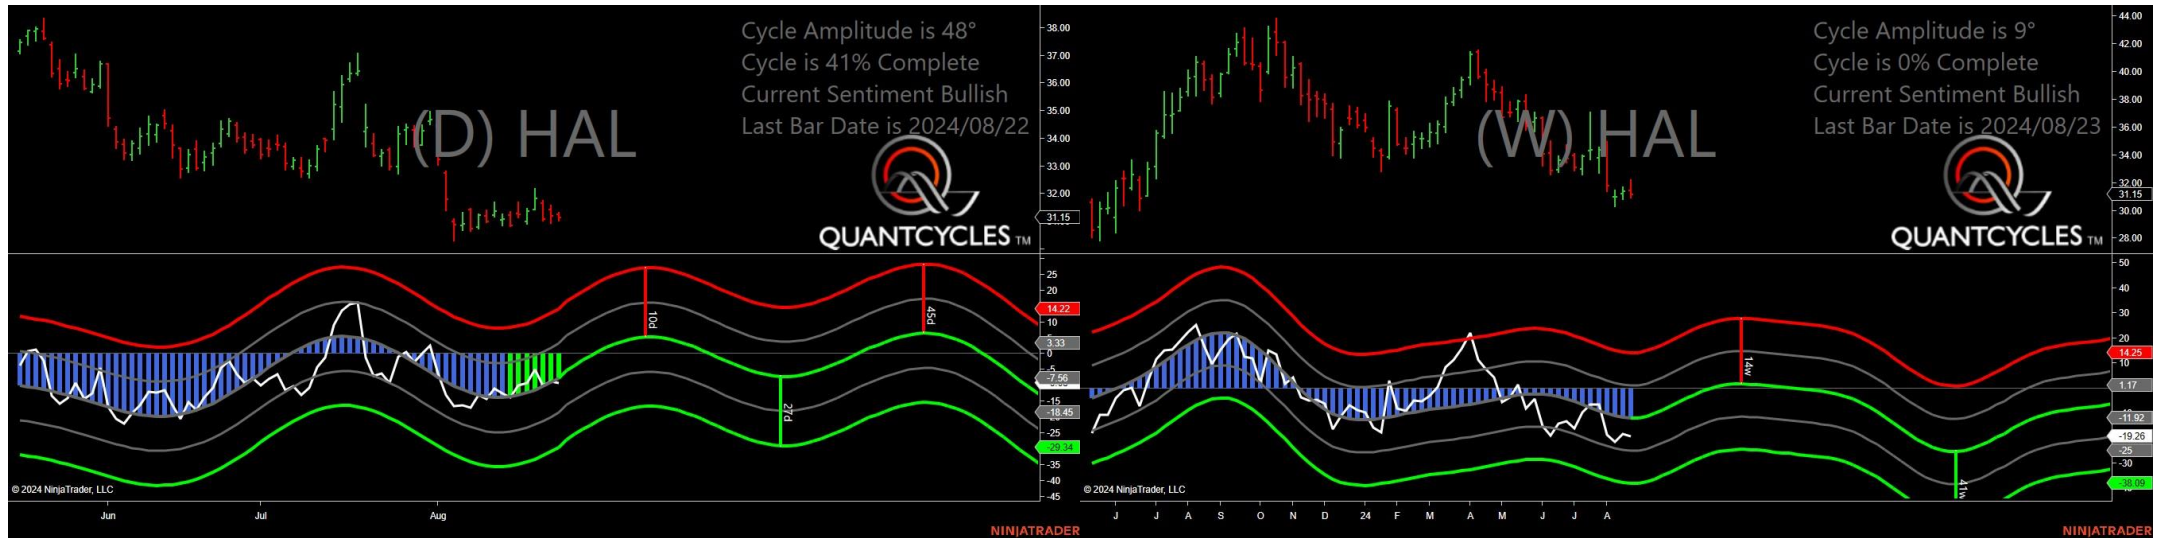 Cycle Amplitude is 48°
Cycle is 41% Complete
Current Sentiment Bullish
Last Bar Date is 2024/08/22
(D) HAL
QUANTCYCLES TM
38.00
37.00
36.00
35.00
34.00
33.00
32.00
31.15
25
20
14.22
10
3.33
0
-5
-7.56
-15
-18.45
-25
-29.34
-35
-40
-45
10d
27d
45d
© 2024 NinjaTrader, LLC
Jun Jul Aug
NINJATRADER
Cycle Amplitude is 9°
Cycle is 0% Complete
Current Sentiment Bullish
Last Bar Date is 2024/08/23
(W) HAL
QUANTCYCLES TM
44.00
42.00
40.00
38.00
36.00
34.00
32.00
31.15
30.00
28.00
50
40
30
20
14.25
10
1.17
-11.92
-19.26
-25
-30
-38.09
14w
41w
© 2024 NinjaTrader, LLC
J J A S O N D 24 F M A M J J A
NINJATRADER